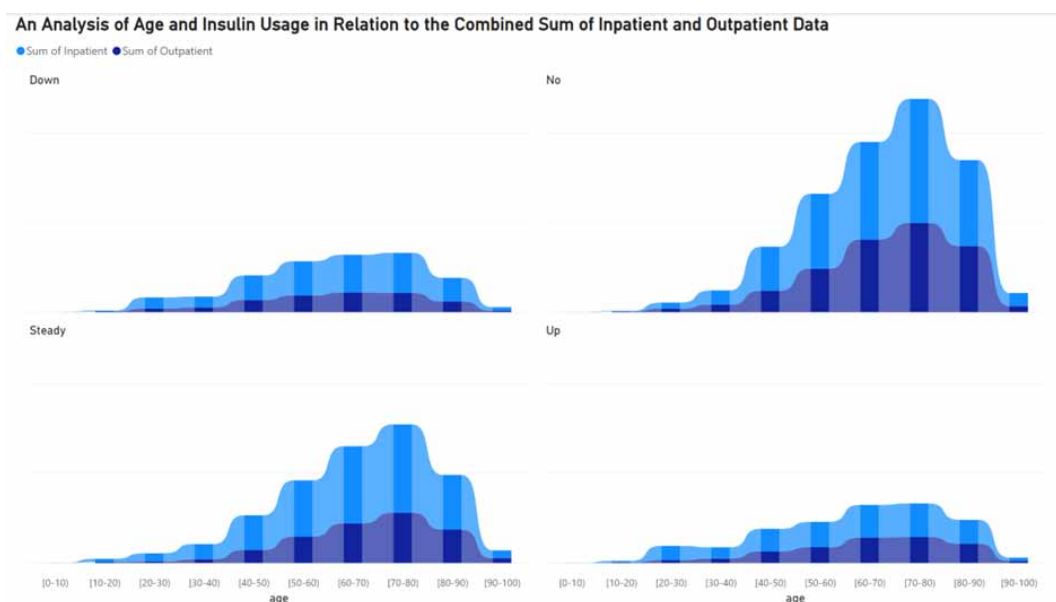 An Analysis of Age and Insulin Usage in Relation to the Combined Sum of Inpatient and Outpatient Data
Sum of Inpatient Sum of Outpatient
Down No
Steady Up
[0-10) [10-20) [20-30) [30-40) [40-50) [50-60) [60-70) [70-80) [80-90) [90-100) [0-10) [10-20) [20-30) [30-40) [40-50) [50-60) [60-70) [70-80) [80-90) [90-100)
age age